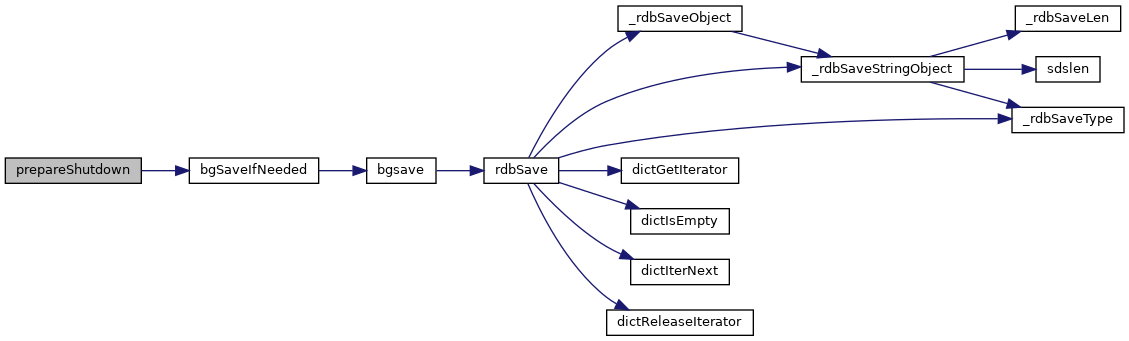 prepareShutdown
bgSaveIfNeeded
bgsave
rdbSave
_rdbSaveObject
_rdbSaveStringObject
_rdbSaveLen
sdslen
_rdbSaveType
dictGetIterator
dictIsEmpty
dictIterNext
dictReleaseIterator